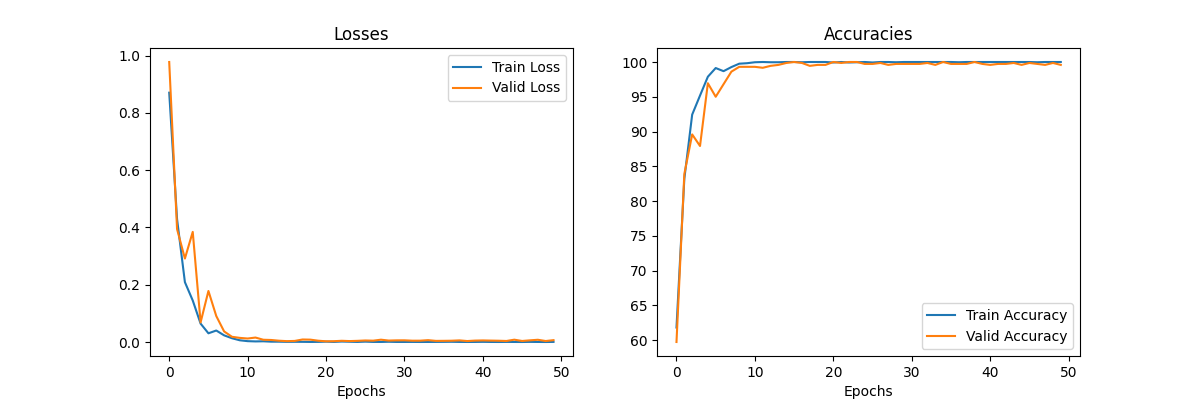 Losses
1.0
0.8
0.6
0.4
0.2
0.0
0 10 20 30 40 50
Epochs
Train Loss
Valid Loss
Accuracies
100
95
90
85
80
75
70
65
60
0 10 20 30 40 50
Epochs
Train Accuracy
Valid Accuracy